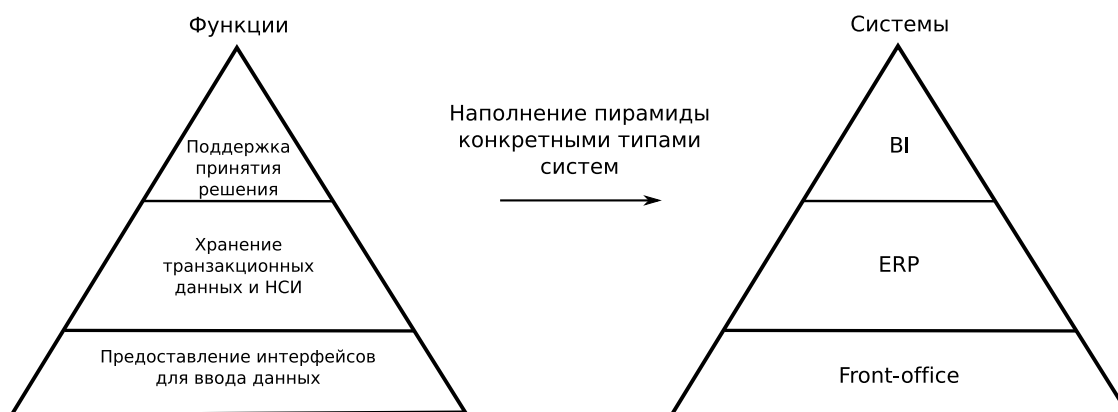 Функции
Поддержка
принятия
решения
Хранение
транзакционных
данных и НСИ
Предоставление интерфейсов
для ввода данных
Наполнение пирамиды
конкретными типами
систем
Системы
BI
ERP
Front-office